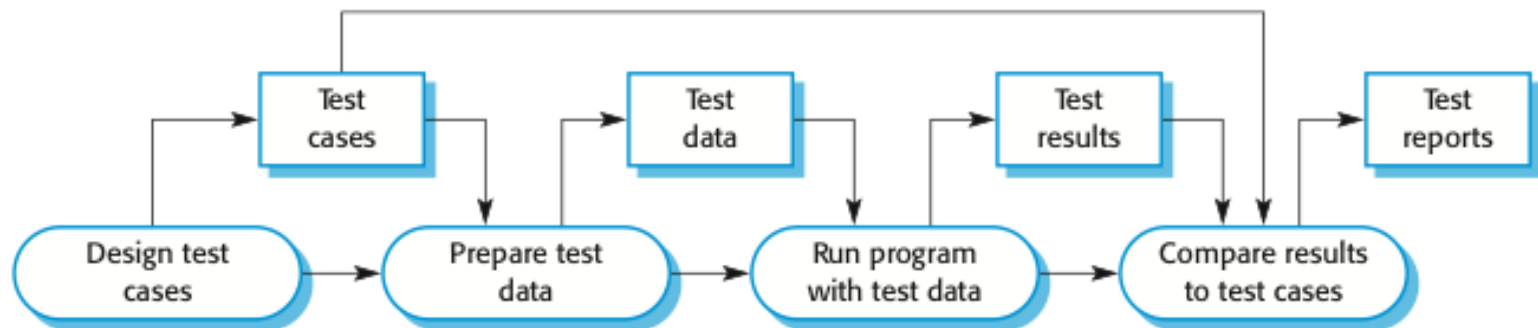 Test
cases
Test
data
Test
results
Test
reports
Design test
cases
Prepare test
data
Run program
with test data
Compare results
to test cases